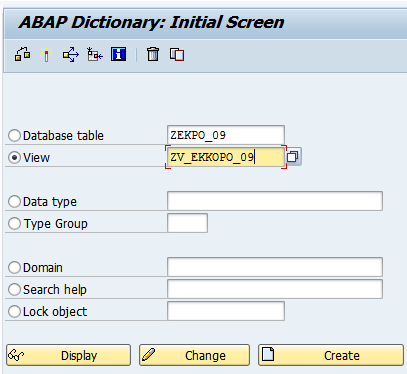 ABAP Dictionary: Initial Screen
Database table ZEKPO_09
View ZV_EKKOPO_09
Data type
Type Group
Domain
Search help
Lock object
Display Change Create